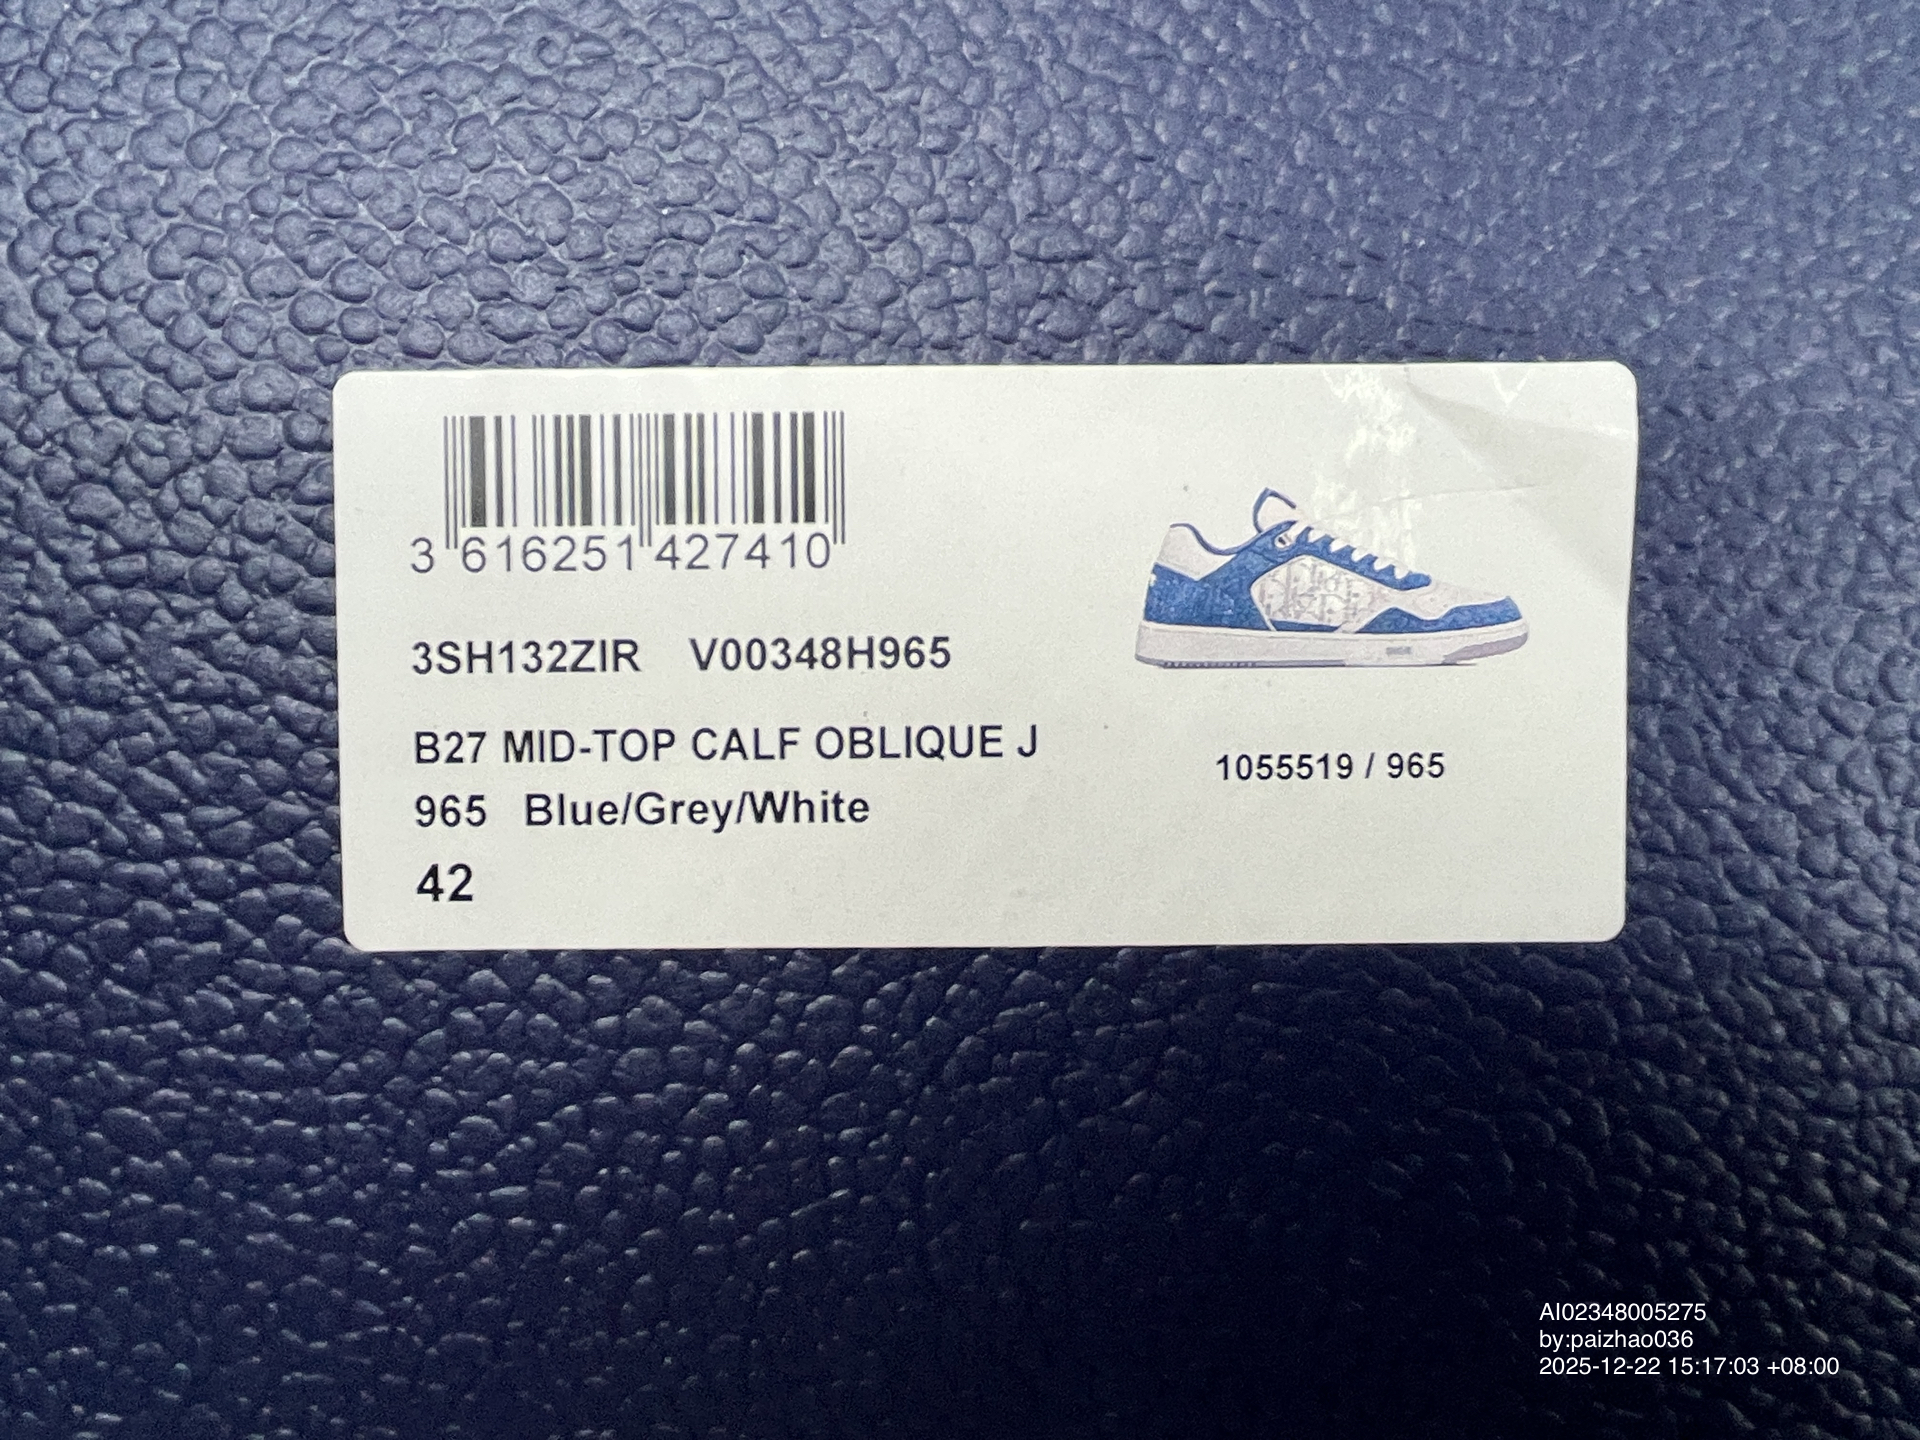 3 616251 427410
3SH132ZIR V00348H965
B27 MID-TOP CALF OBLIQUE J
965 Blue/Grey/White
42
1055519 / 965
AI02348005275
by:paizhao036
2025-12-22 15:17:03 +08:00